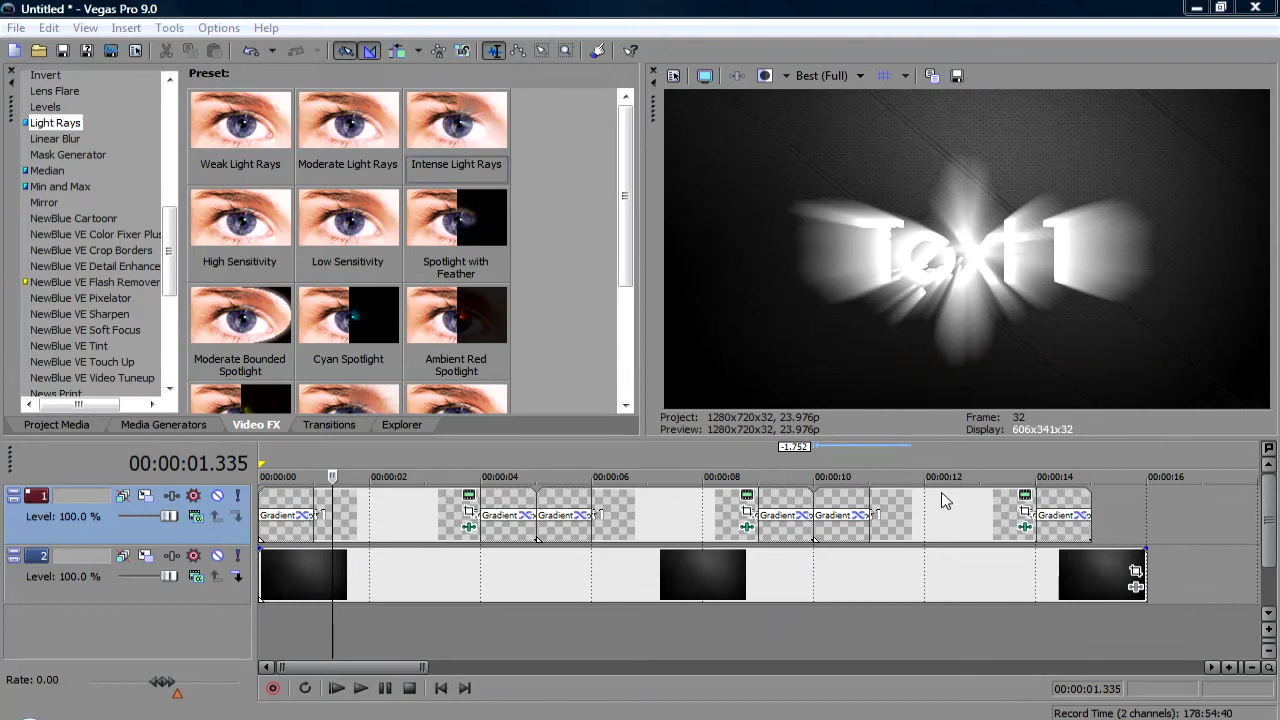 Untitled * - Vegas Pro 9.0
File Edit View Insert Tools Options Help
Invert
Lens Flare
Levels
Light Rays
Linear Blur
Mask Generator
Median
Min and Max
Mirror
NewBlue Cartoonr
NewBlue VE Color Fixer Plus
NewBlue VE Crop Borders
NewBlue VE Detail Enhance
NewBlue VE Flash Remover
NewBlue VE Pixelator
NewBlue VE Sharpen
NewBlue VE Soft Focus
NewBlue VE Tint
NewBlue VE Touch Up
NewBlue VE Video Tuneup
News Print
Preset:
Weak Light Rays
Moderate Light Rays
Intense Light Rays
High Sensitivity
Low Sensitivity
Spotlight with
Feather
Moderate Bounded
Spotlight
Cyan Spotlight
Ambient Red
Spotlight
Project Media Media Generators Video FX Transitions Explorer
Best (Full)
Text 1
Project: 1280x720x32, 23.976p
Preview: 1280x720x32, 23.976p
Frame: 32
Display: 606x341x32
-1.752
00:00:01.335
00:00:00 00:00:02 00:00:04 00:00:06 00:00:08 00:00:10 00:00:12 00:00:14 00:00:16
1
Level: 100.0 %
Gradient Gradient Gradient Gradient Gradient Gradient
2
Level: 100.0 %
Rate: 0.00
00:00:01.335
Record Time (2 channels): 178:54:40